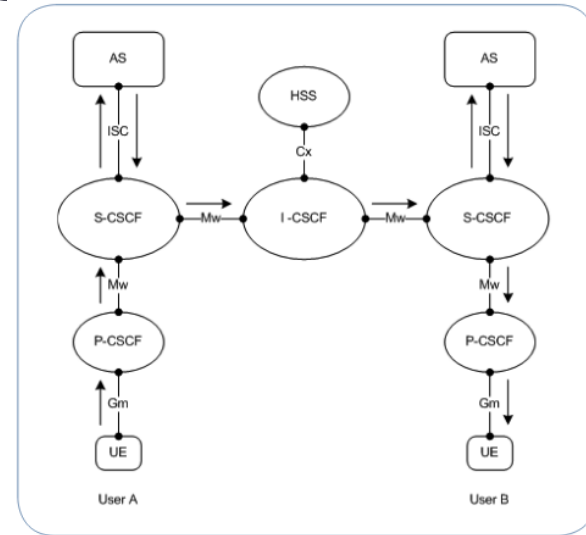 AS
AS
HSS
ISC
ISC
Cx
S-CSCF
Mw
I -CSCF
Mw
S-CSCF
Mw
Mw
P-CSCF
P-CSCF
Gm
Gm
UE
UE
User A
User B